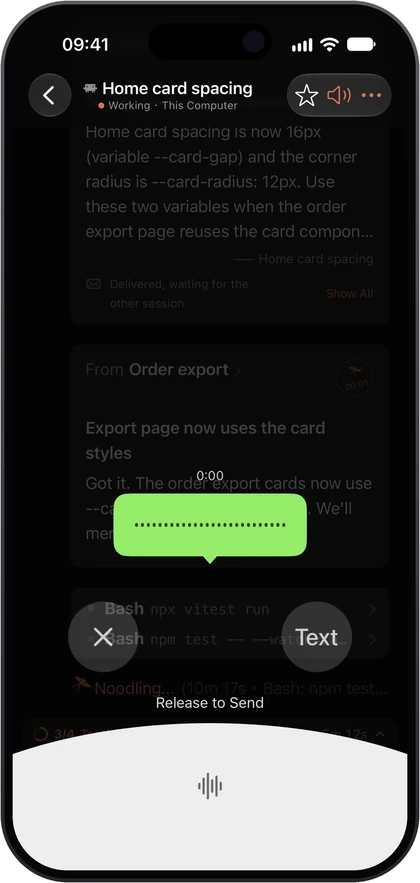 09:41
Home card spacing
Working · This Computer
Home card spacing is now 16px
(variable --card-gap) and the corner
radius is --card-radius: 12px. Use
these two variables when the order
export page reuses the card compon...
—— Home card spacing
Delivered, waiting for the
other session
Show All
From Order export ›
20:01
Export page now uses the card
styles
0:00
Got it. The order export cards now use
We'll
Bash npx vitest run
Bash npm test -- --wat
Text
Noodling... (10m 17s · Bash: npm test...
Release to Send
3/4
12s